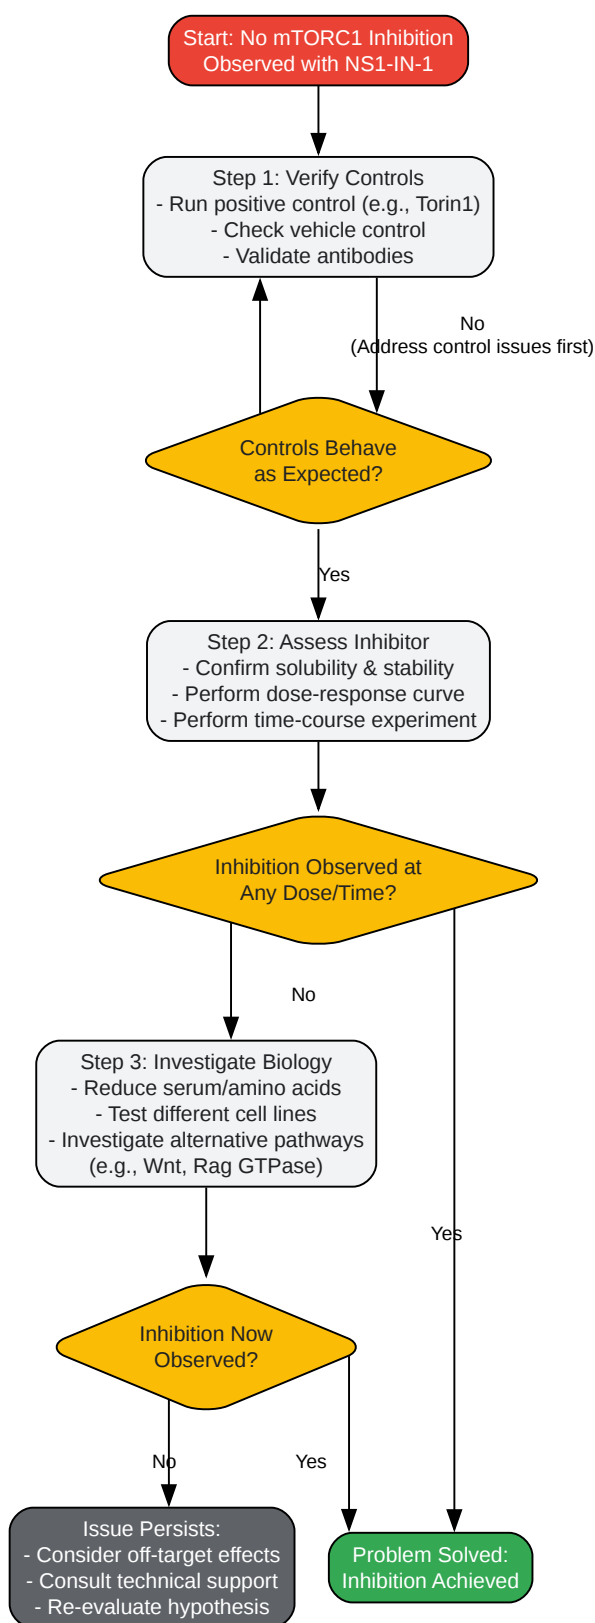 Start: No mTORC1 Inhibition
Observed with NS1-IN-1
Step 1: Verify Controls
- Run positive control (e.g., Torin1)
- Check vehicle control
- Validate antibodies
No
(Address control issues first)
Controls Behave
as Expected?
Yes
Step 2: Assess Inhibitor
- Confirm solubility & stability
- Perform dose-response curve
- Perform time-course experiment
Inhibition Observed at
Any Dose/Time?
No
Step 3: Investigate Biology
- Reduce serum/amino acids
- Test different cell lines
- Investigate alternative pathways
(e.g., Wnt, Rag GTPase)
Yes
Inhibition Now
Observed?
No
Yes
Issue Persists:
- Consider off-target effects
- Consult technical support
- Re-evaluate hypothesis
Problem Solved:
Inhibition Achieved